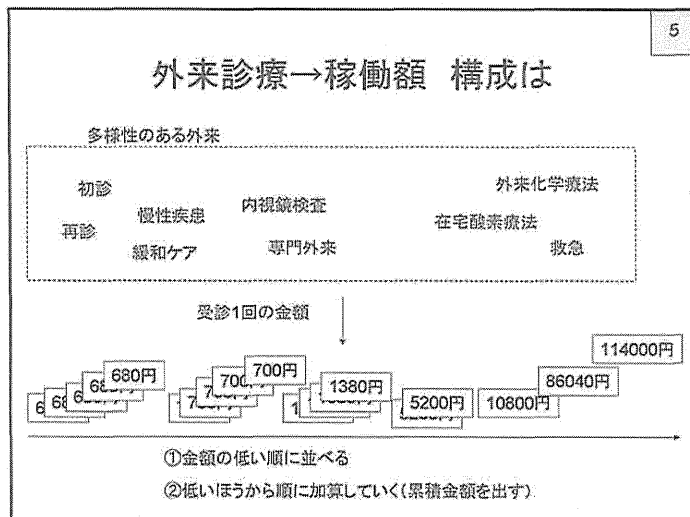 5
外来診療→稼働額 構成は
多様性のある外来
初診
慢性疾患
内視鏡検査
外来化学療法
再診
緩和ケア
専門外来
在宅酸素療法
救急
受診1回の金額
680円
700円
700円
1380円
5200円
10800円
86040円
114000円
①金額の低い順に並べる
②低いほうから順に加算していく(累積金額を出す)